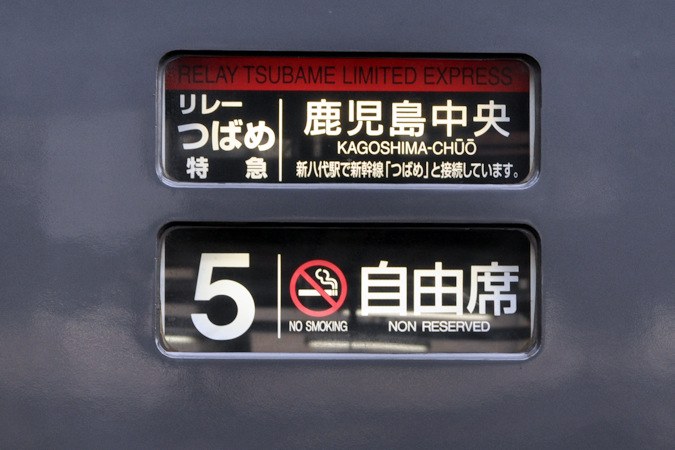 RELAY TSUBAME LIMITED EXPRESS
リレー
つばめ
特急
鹿児島中央
KAGOSHIMA-CHŪŌ
新八代駅で新幹線「つばめ」と接続しています。
5
NO SMOKING
自由席
NON RESERVED